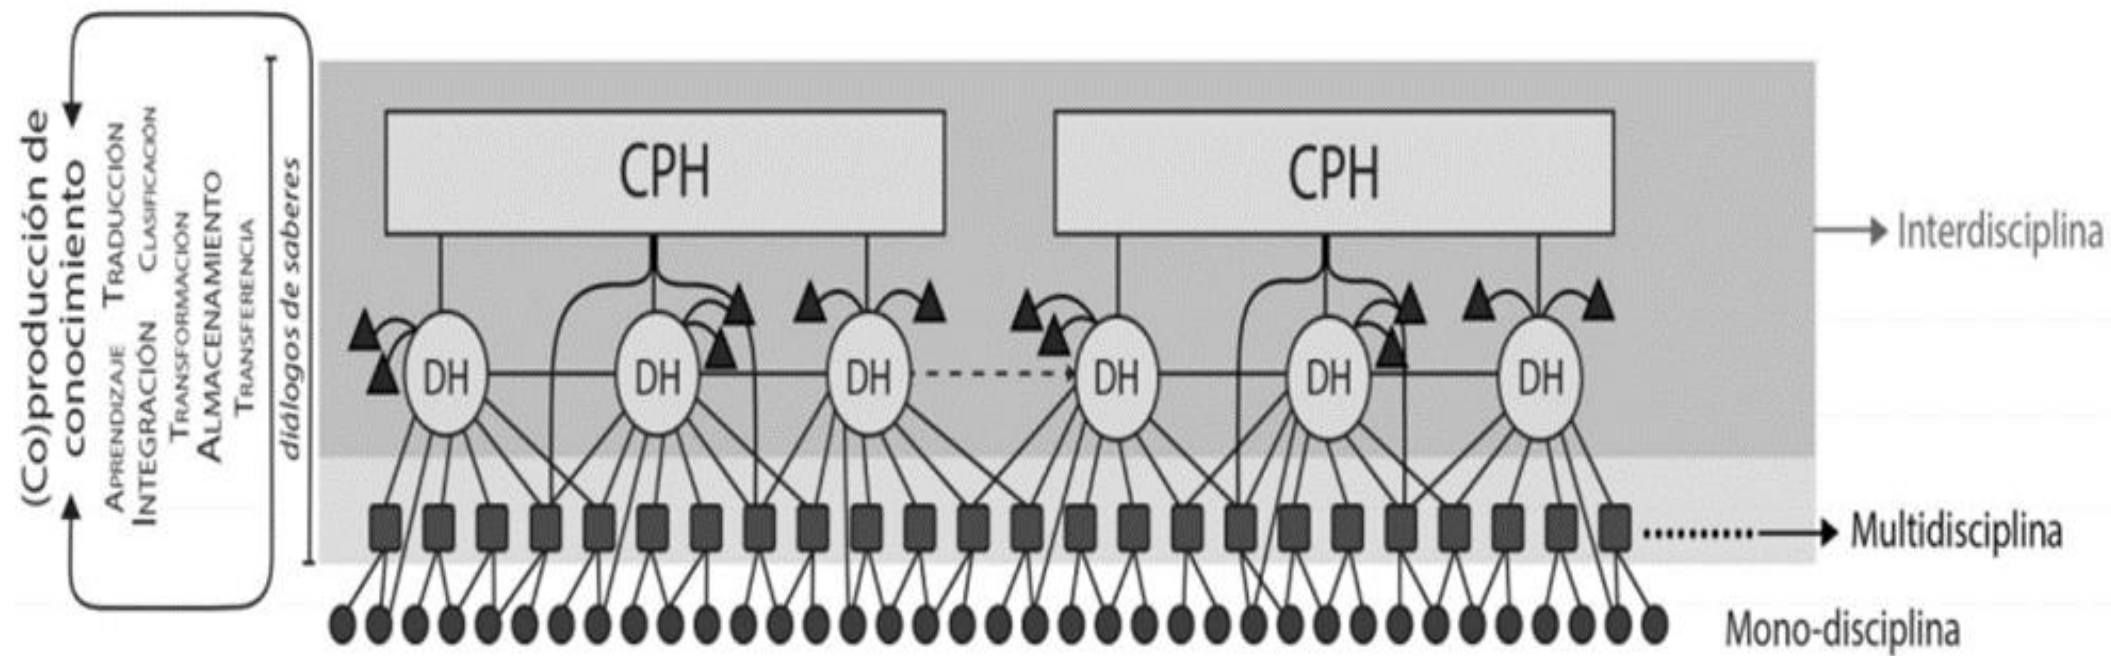 (Co)producción de
conocimiento
APRENDIZAJE TRADUCCIÓN
INTEGRACIÓN CLASIFICACIÓN
TRANSFORMACIÓN
ALMACENAMIENTO
TRANSFERENCIA
diálogos de saberes
CPH
CPH
DH
DH
DH
DH
DH
DH
Interdisciplina
Multidisciplina
Mono-disciplina